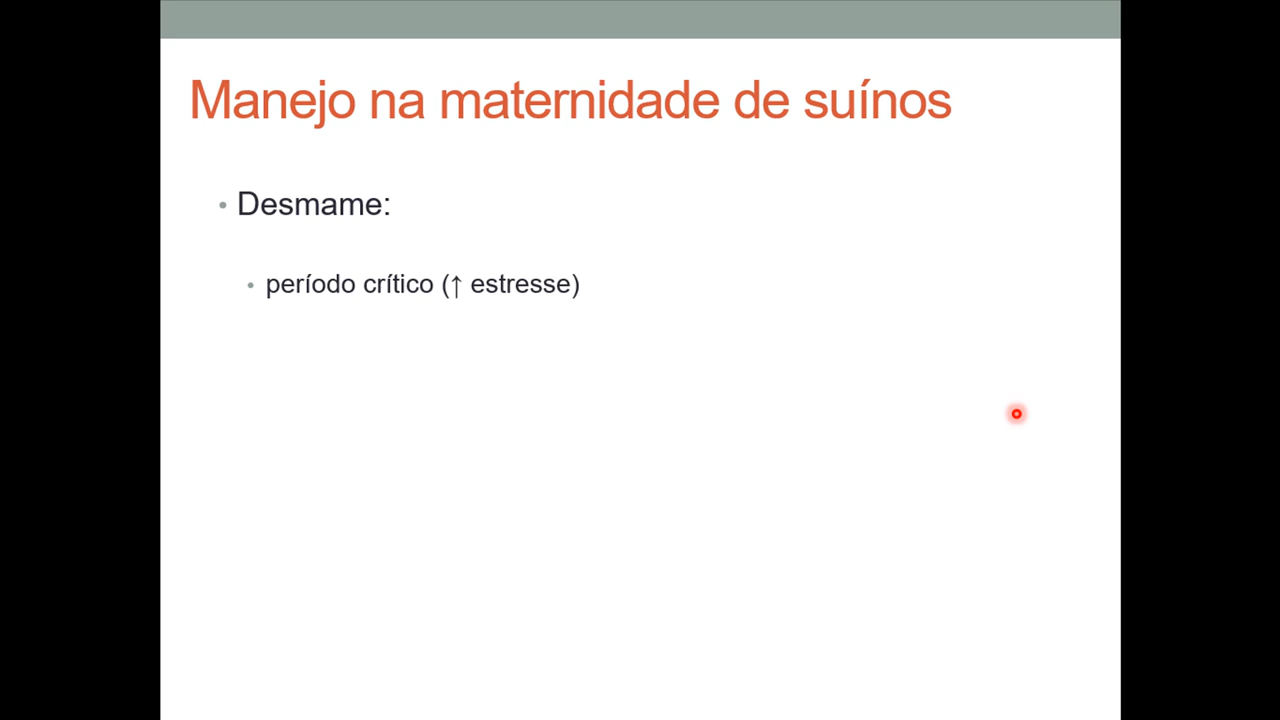 Manejo na maternidade de suínos
• Desmame:
• período crítico (↑ estresse)